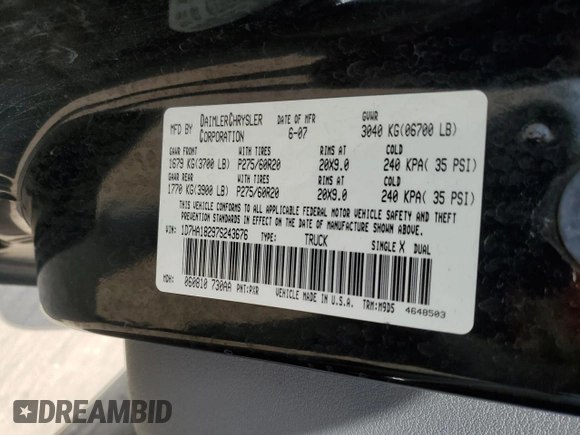 MFD BY DAIMLERCHRYSLER CORPORATION DATE OF MFR 6-07 GVWR 3040 KG(06700 LB)
GAWR FRONT WITH TIRES RIMS AT COLD
1679 KG(3700 LB) P275/60R20 20X9.0 240 KPA( 35 PSI)
GAWR REAR WITH TIRES RIMS AT COLD
1770 KG(3900 LB) P275/60R20 20X9.0 240 KPA( 35 PSI)
THIS VEHICLE CONFORMS TO ALL APPLICABLE FEDERAL MOTOR VEHICLE SAFETY AND THEFT
PREVENTION STANDARDS IN EFFECT ON THE DATE OF MANUFACTURE SHOWN ABOVE.
VIN: 1D7HA18297S243676 TYPE: TRUCK SINGLE X DUAL
MDH: 060810 730AA PNT:PXR VEHICLE MADE IN U.S.A. TRM:M9D5
4648503
DREAMBID